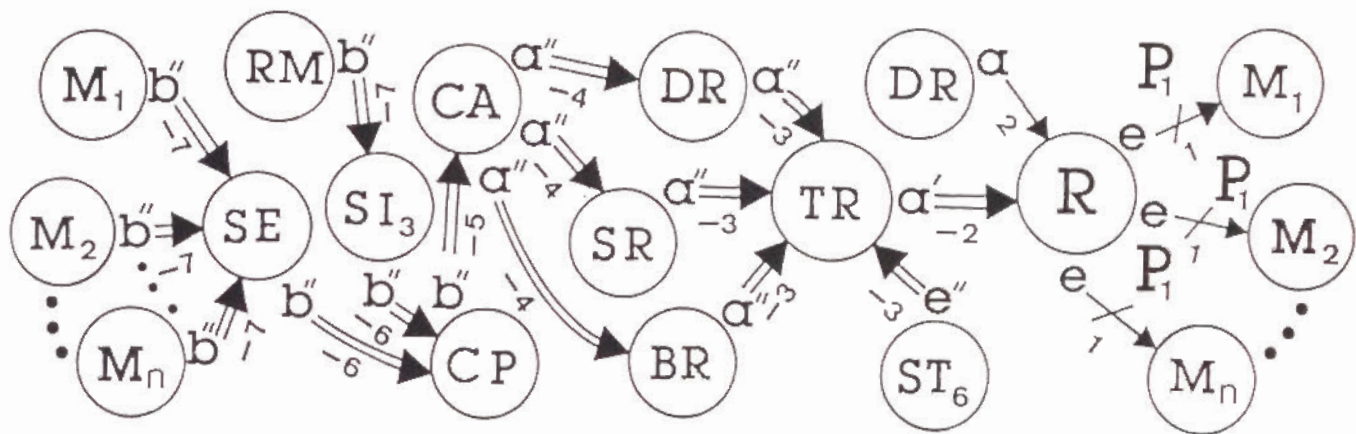 M₁ b″ -7
RM b″ -7
CA a″ -4
DR a″ -3
DR a 2
P₁ e 1 M₁
a″ -4
a″ -4
M₂ b″ -7
SE
SI₃
-5
SR a″ -3
TR a′ -2
R
e P₁ 1 M₂
Mn b″ -7
b″ -6
b″ -6
b″
CP
BR a″ -3
e″ -3
ST₆
e P₁ 1 Mn